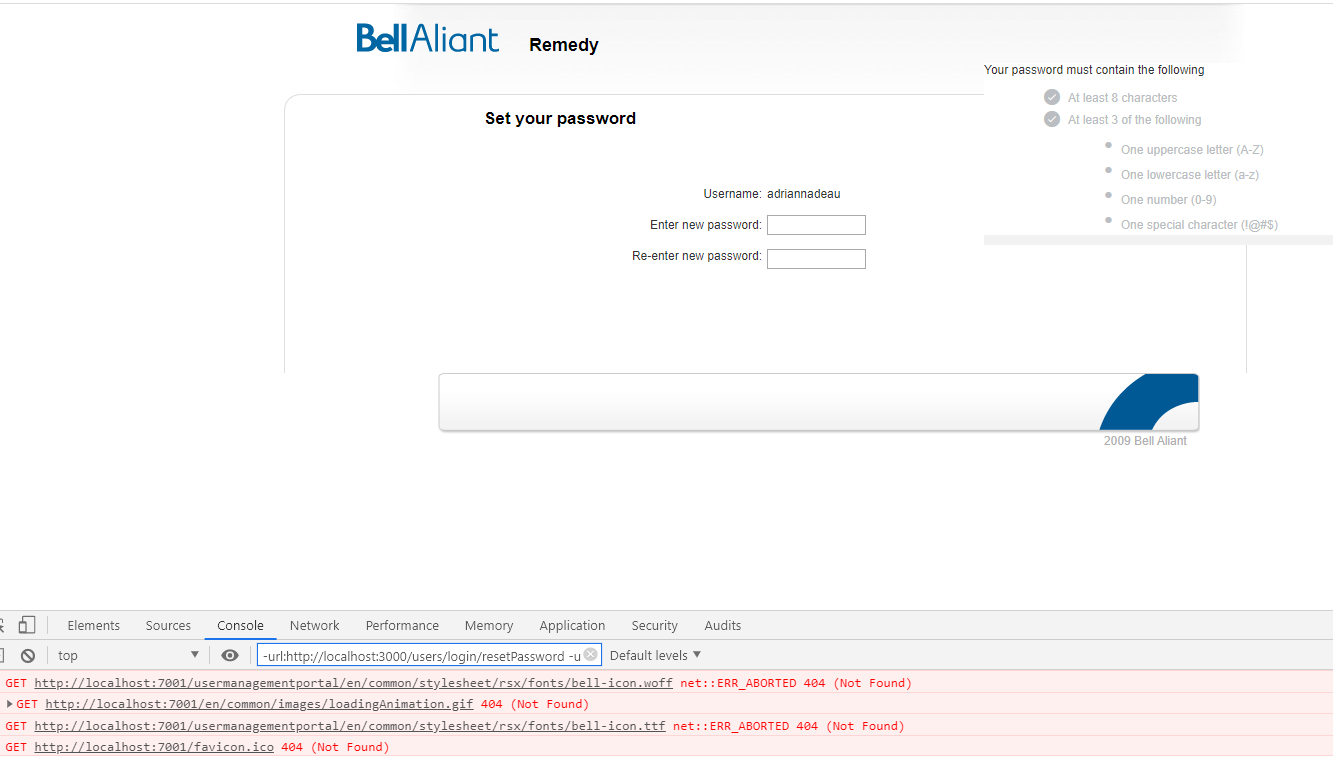 BellAliant Remedy
Your password must contain the following
At least 8 characters
At least 3 of the following
One uppercase letter (A-Z)
One lowercase letter (a-z)
One number (0-9)
One special character (!@#$)
Set your password
Username: adriannadeau
Enter new password:
Re-enter new password:
2009 Bell Aliant
Elements Sources Console Network Performance Memory Application Security Audits
top -url:http://localhost:3000/users/login/resetPassword -u Default levels
GET http://localhost:7001/usermanagementportal/en/common/stylesheet/rsx/fonts/bell-icon.woff net::ERR_ABORTED 404 (Not Found)
GET http://localhost:7001/en/common/images/loadingAnimation.gif 404 (Not Found)
GET http://localhost:7001/usermanagementportal/en/common/stylesheet/rsx/fonts/bell-icon.ttf net::ERR_ABORTED 404 (Not Found)
GET http://localhost:7001/favicon.ico 404 (Not Found)